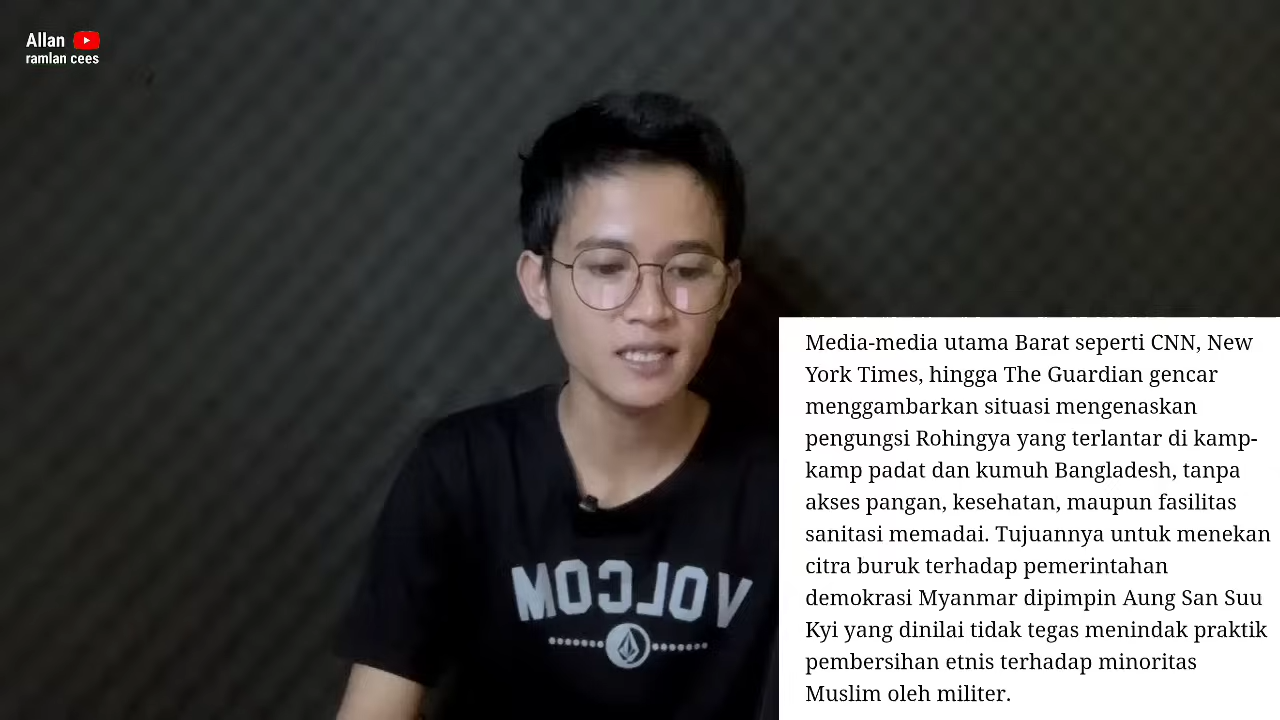 Allan
ramlan cees
Media-media utama Barat seperti CNN, New
York Times, hingga The Guardian gencar
menggambarkan situasi mengenaskan
pengungsi Rohingya yang terlantar di kamp-
kamp padat dan kumuh Bangladesh, tanpa
akses pangan, kesehatan, maupun fasilitas
sanitasi memadai. Tujuannya untuk menekan
citra buruk terhadap pemerintahan
demokrasi Myanmar dipimpin Aung San Suu
Kyi yang dinilai tidak tegas menindak praktik
pembersihan etnis terhadap minoritas
Muslim oleh militer.
VOLCOM